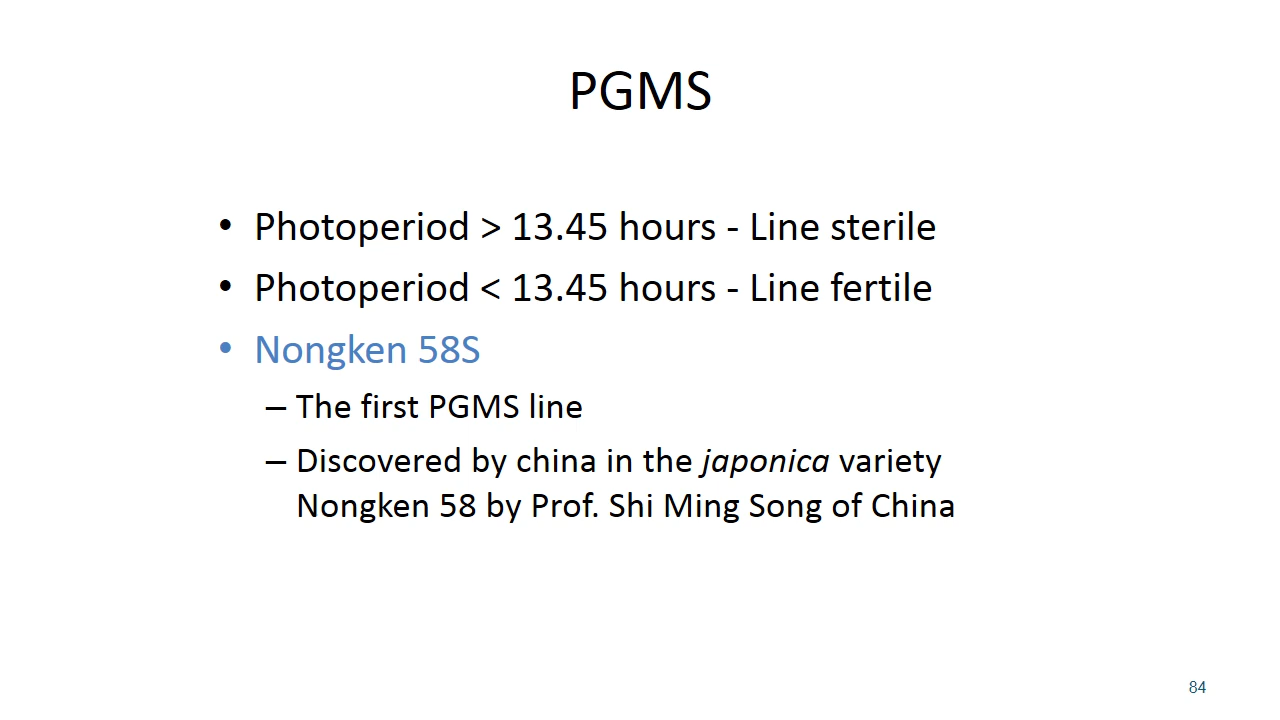 PGMS
• Photoperiod > 13.45 hours - Line sterile
• Photoperiod < 13.45 hours - Line fertile
• Nongken 58S
– The first PGMS line
– Discovered by china in the japonica variety
Nongken 58 by Prof. Shi Ming Song of China
84